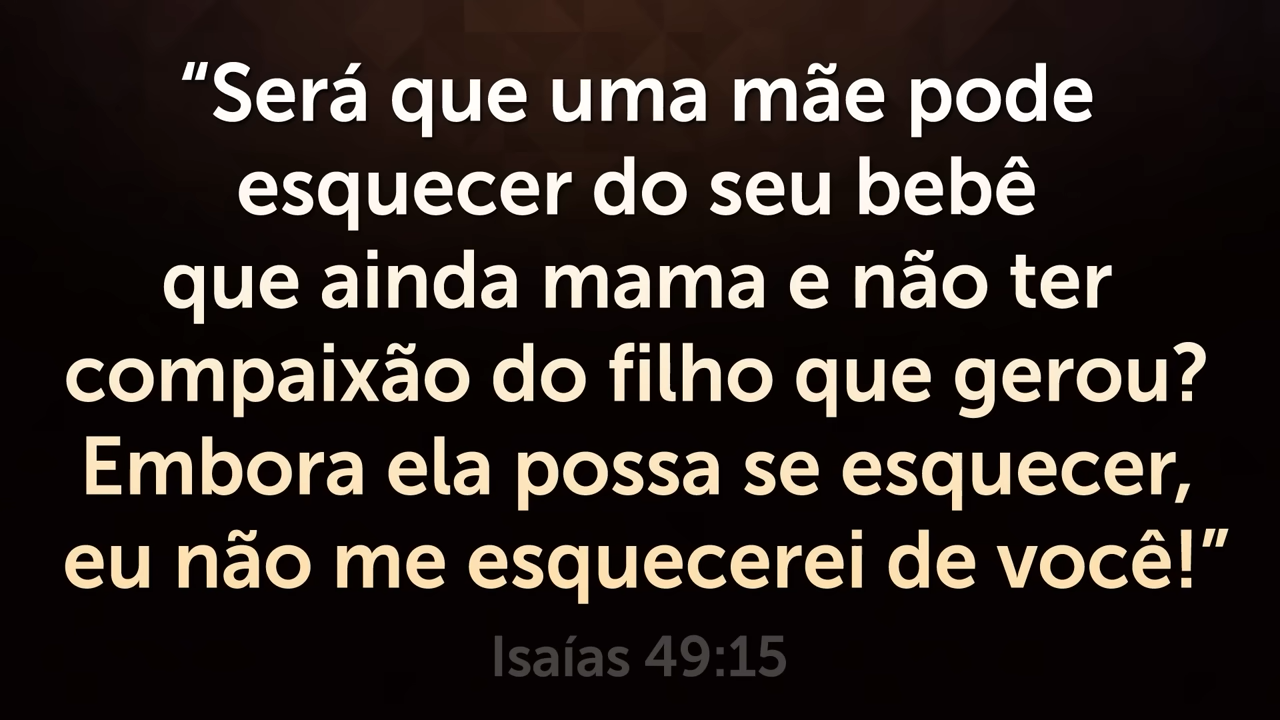 “Será que uma mãe pode
esquecer do seu bebê
que ainda mama e não ter
compaixão do filho que gerou?
Embora ela possa se esquecer,
eu não me esquecerei de você!”
Isaías 49:15